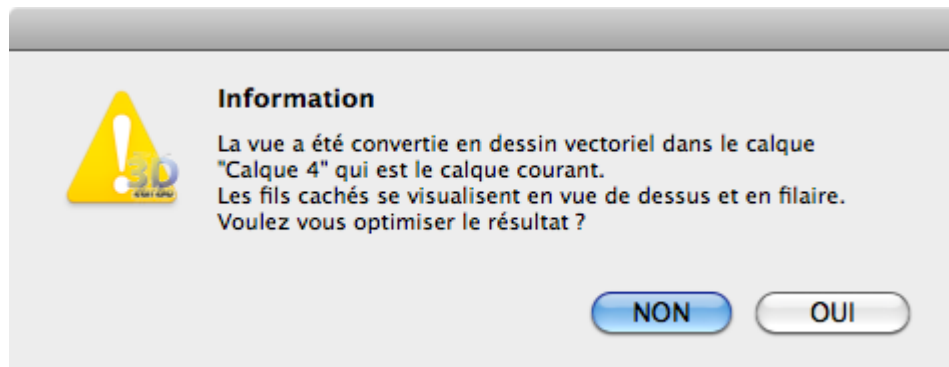 Information
La vue a été convertie en dessin vectoriel dans le calque
"Calque 4" qui est le calque courant.
Les fils cachés se visualisent en vue de dessus et en filaire.
Voulez vous optimiser le résultat ?
3D
NON OUI